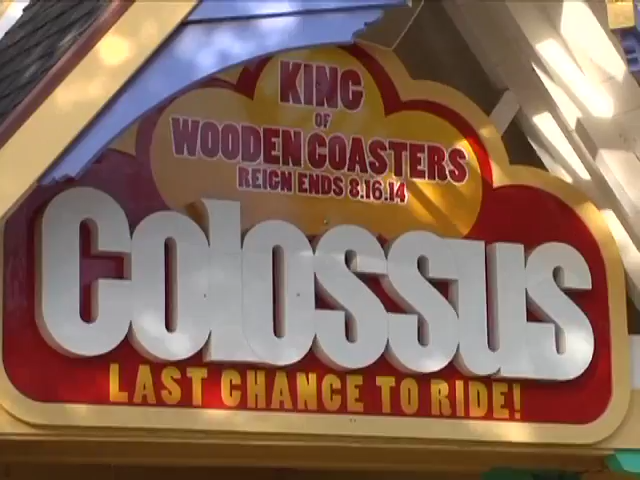 KING
OF
WOODEN COASTERS
REIGN ENDS 8.16.14
Colossus
LAST CHANCE TO RIDE!